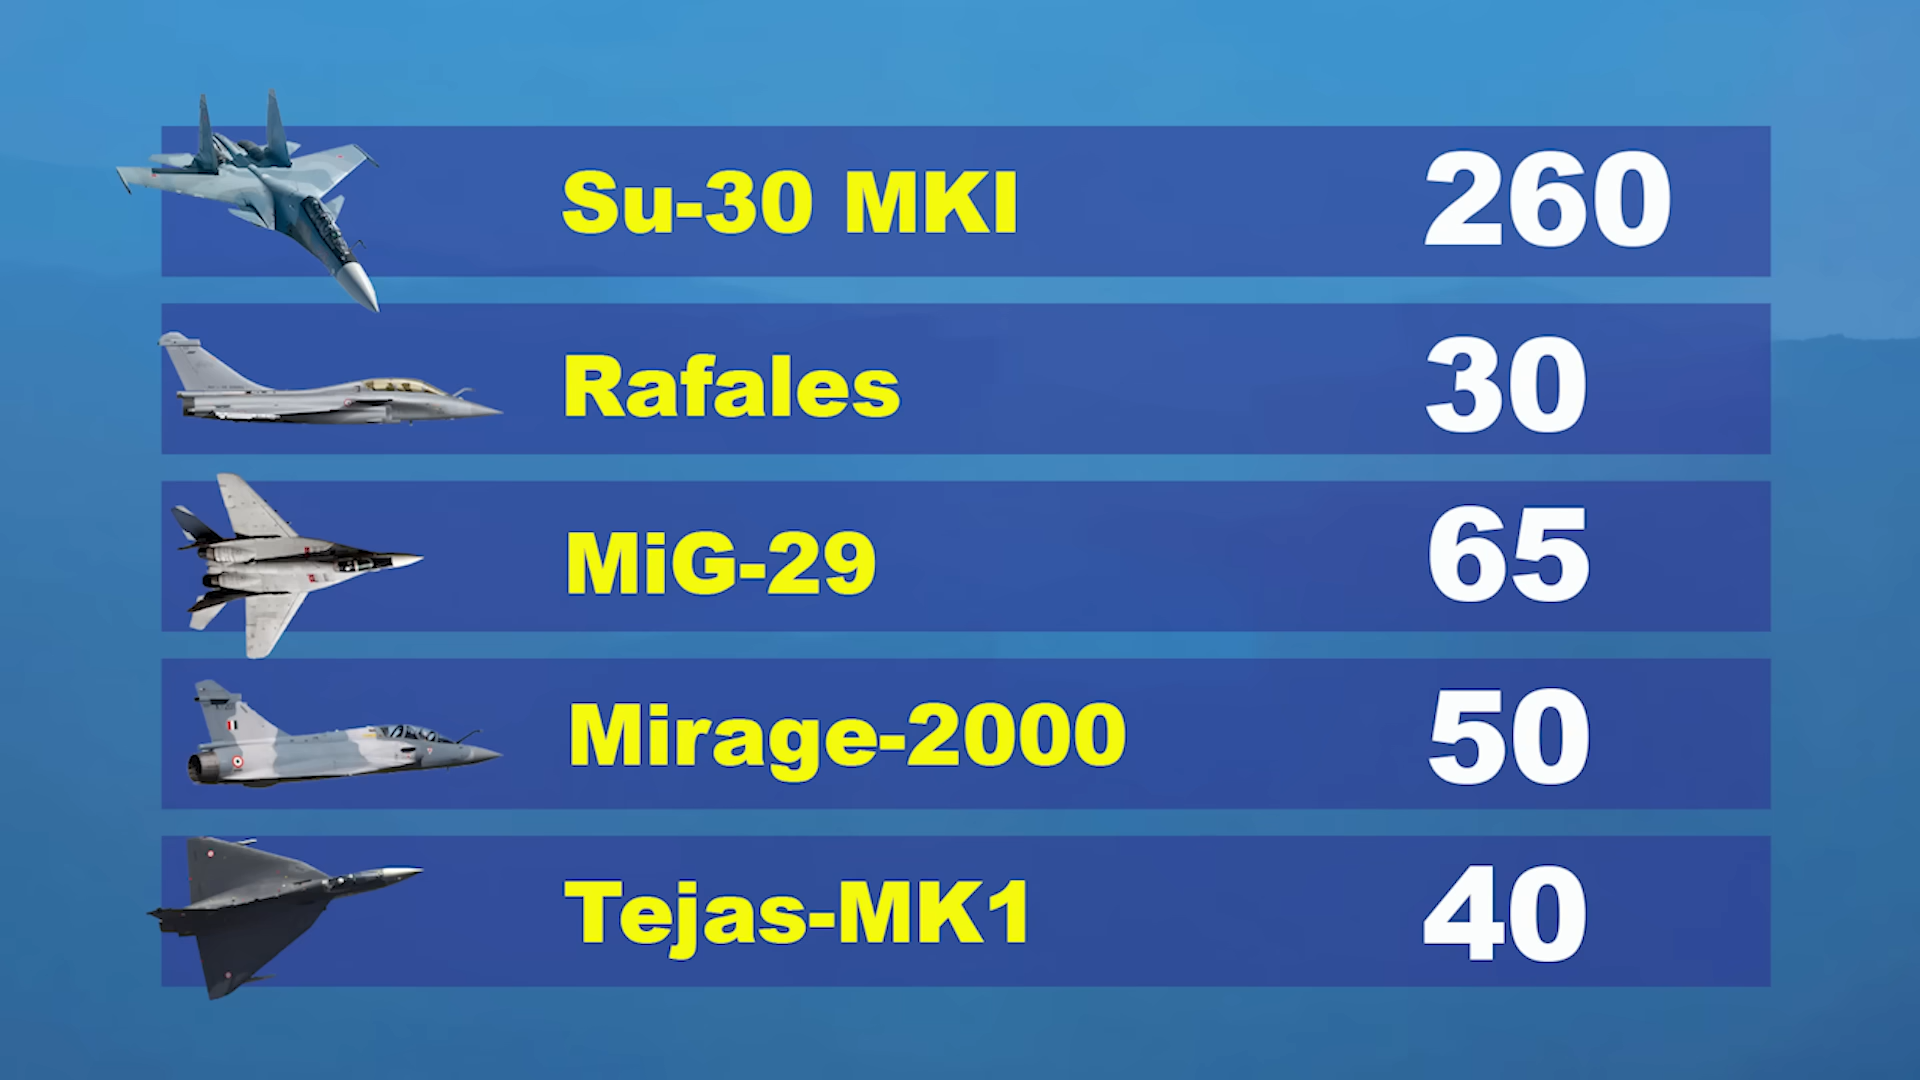 Su-30 MKI 260
Rafales 30
MiG-29 65
Mirage-2000 50
Tejas-MK1 40